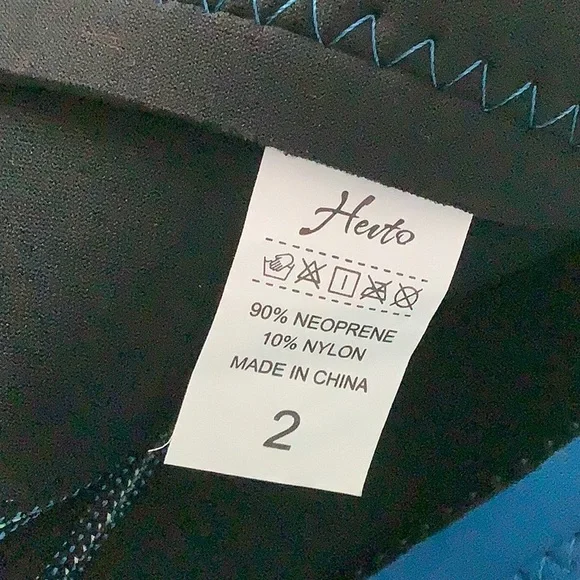 Hevto
90% NEOPRENE
10% NYLON
MADE IN CHINA
2